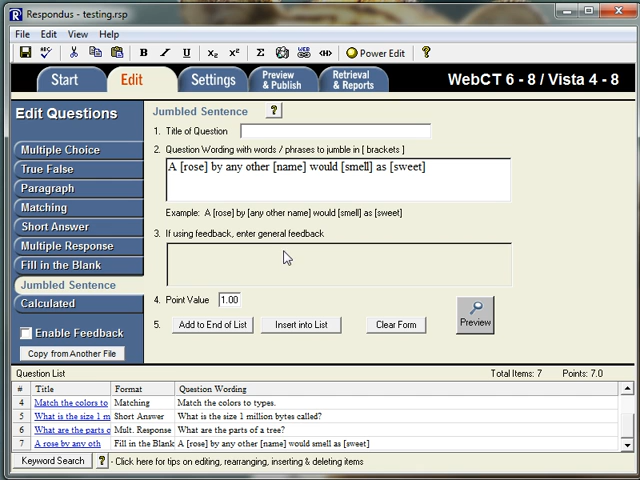 Respondus - testing.rsp
File Edit View Help
ABC B I U x₂ x² Σ WEB <H> Power Edit ?
Start Edit Settings Preview & Publish Retrieval & Reports WebCT 6 - 8 / Vista 4 - 8
Edit Questions
Multiple Choice
True False
Paragraph
Matching
Short Answer
Multiple Response
Fill in the Blank
Jumbled Sentence
Calculated
Enable Feedback
Copy from Another File
Jumbled Sentence ?
1. Title of Question
2. Question Wording with words / phrases to jumble in [ brackets ]
A [rose] by any other [name] would [smell] as [sweet]
Example: A [rose] by [any other name] would [smell] as [sweet]
3. If using feedback, enter general feedback
4. Point Value 1.00
5. Add to End of List Insert into List Clear Form Preview
Question List Total Items: 7 Points: 7.0
# Title Format Question Wording
4 Match the colors to Matching Match the colors to types.
5 What is the size 1 m Short Answer What is the size 1 million bytes called?
6 What are the parts o Mult. Response What are the parts of a tree?
7 A rose by any oth Fill in the Blank A [rose] by any other [name] would smell as [sweet]
Keyword Search ? - Click here for tips on editing, rearranging, inserting & deleting items